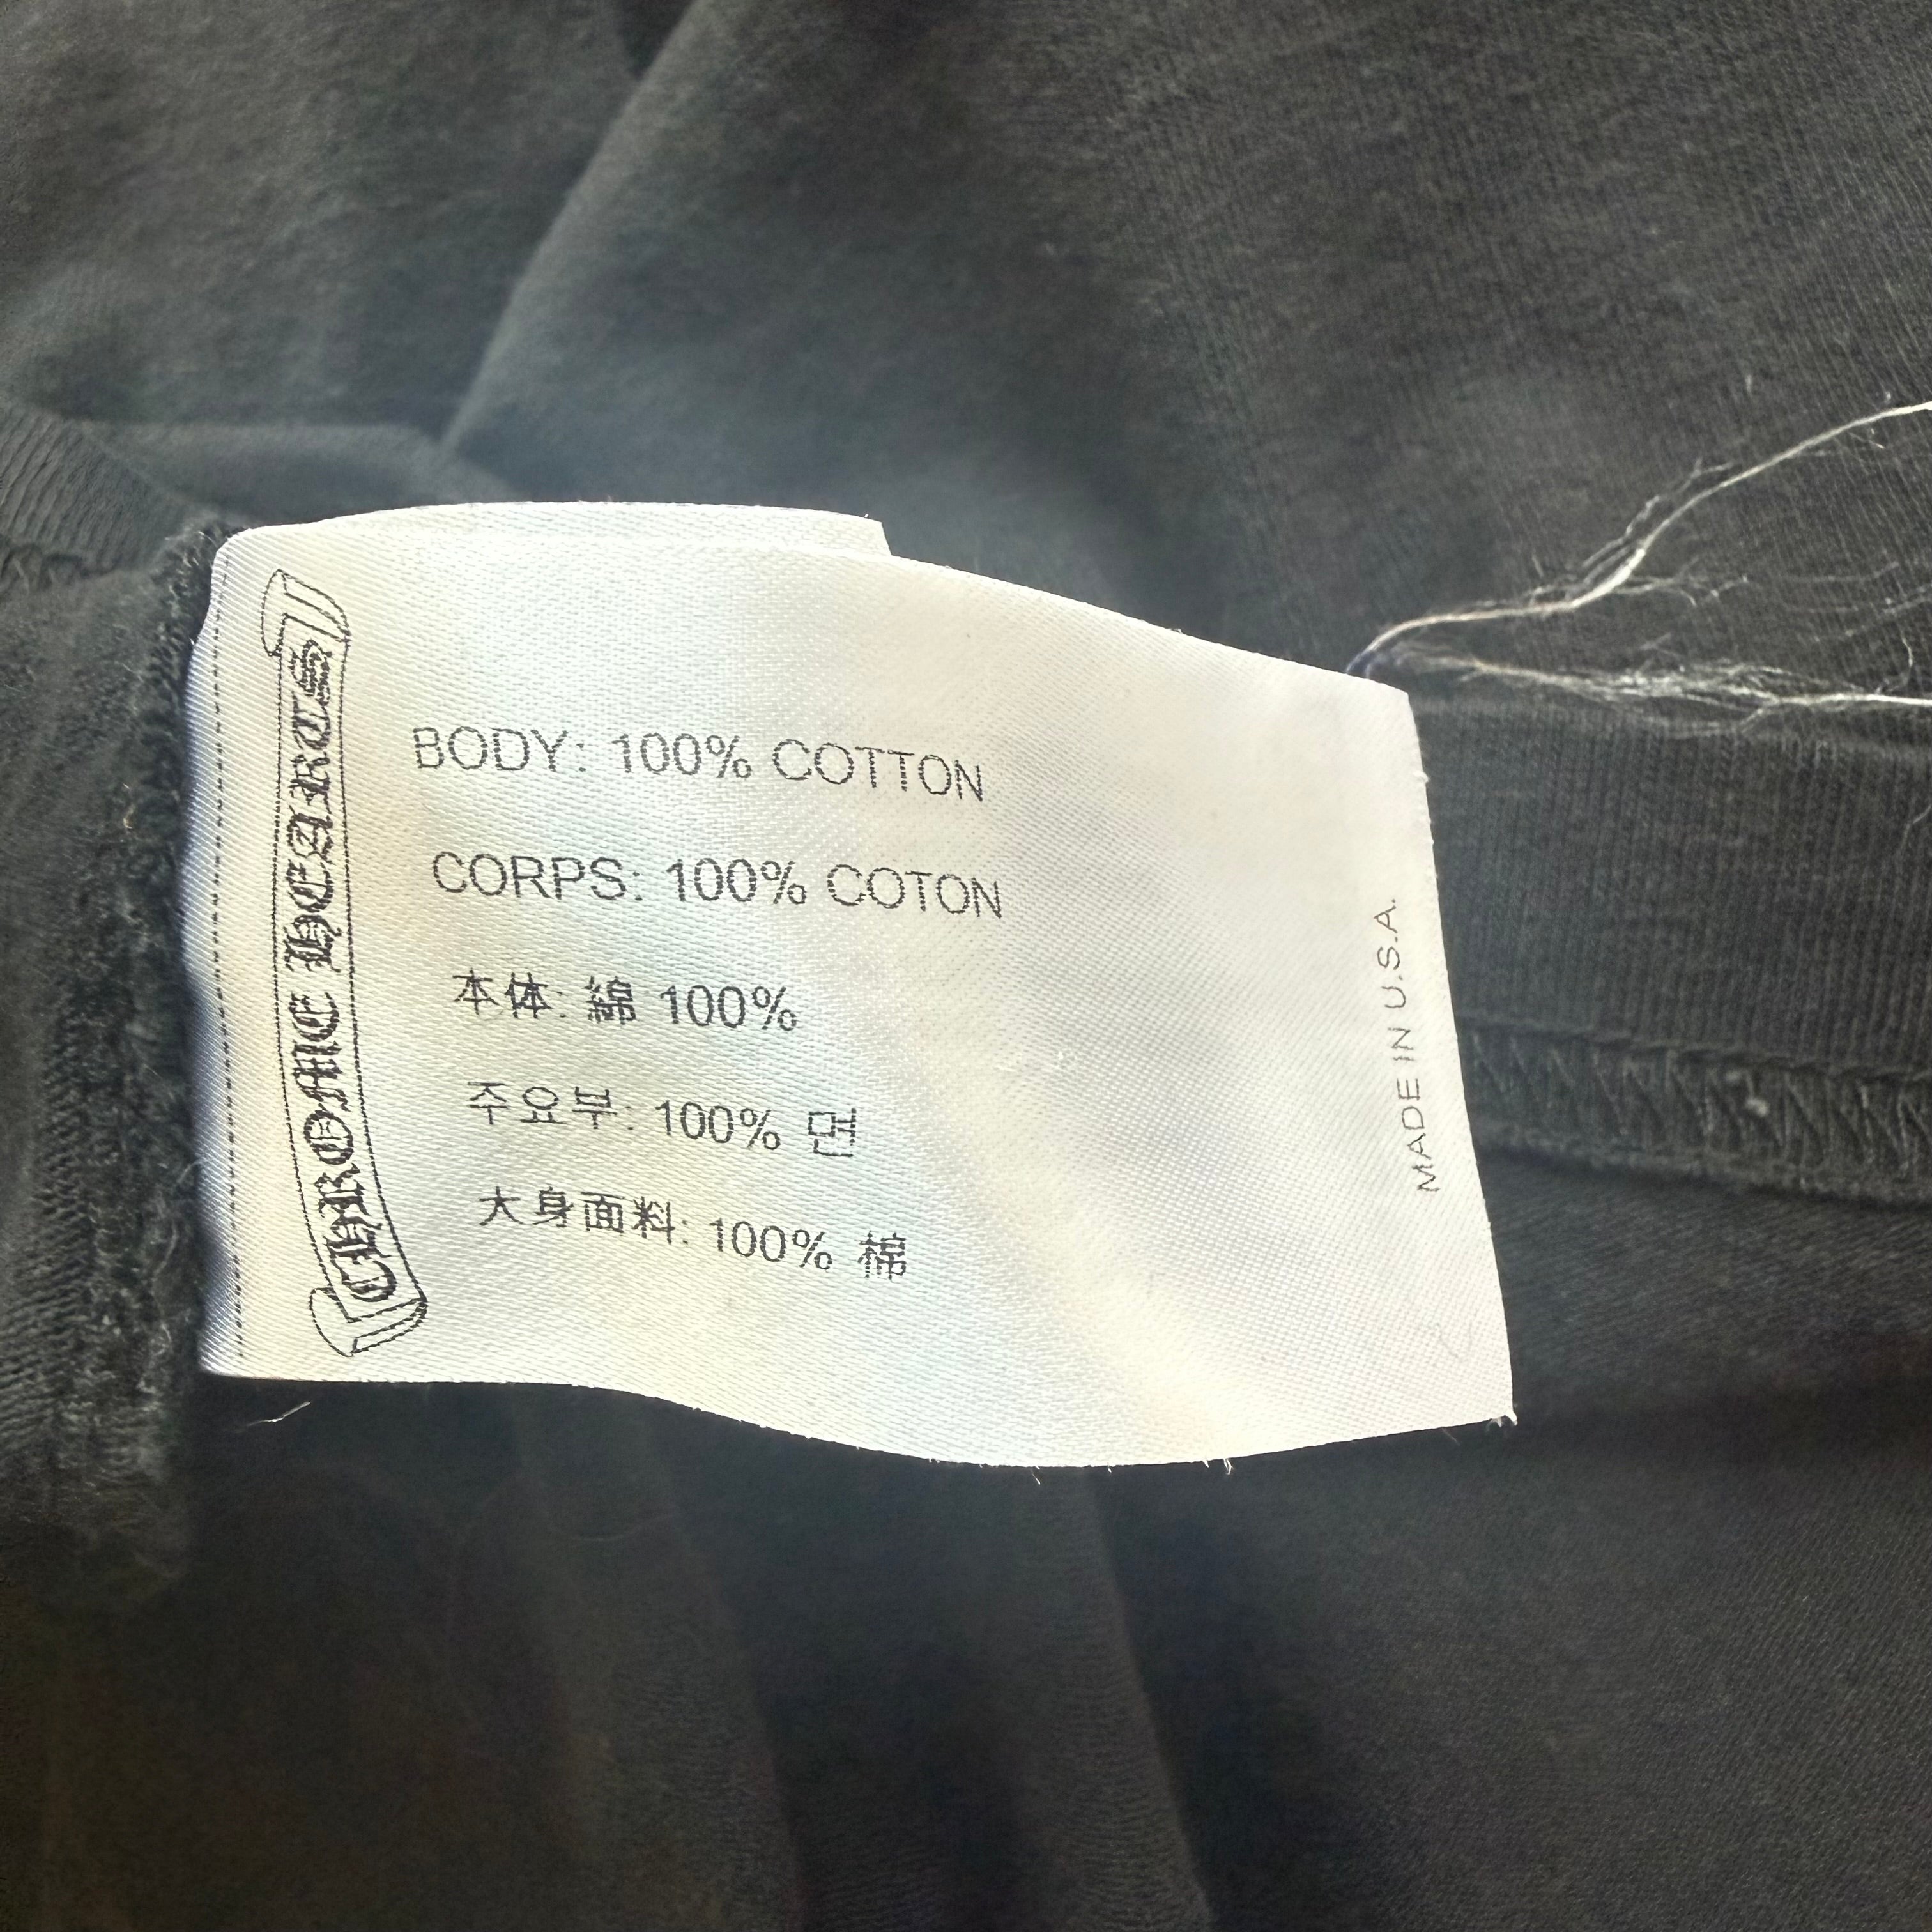 CHROME HEARTS
BODY: 100% COTTON
CORPS: 100% COTON
本体: 綿 100%
주요부: 100% 면
大身面料: 100% 棉
MADE IN U.S.A.